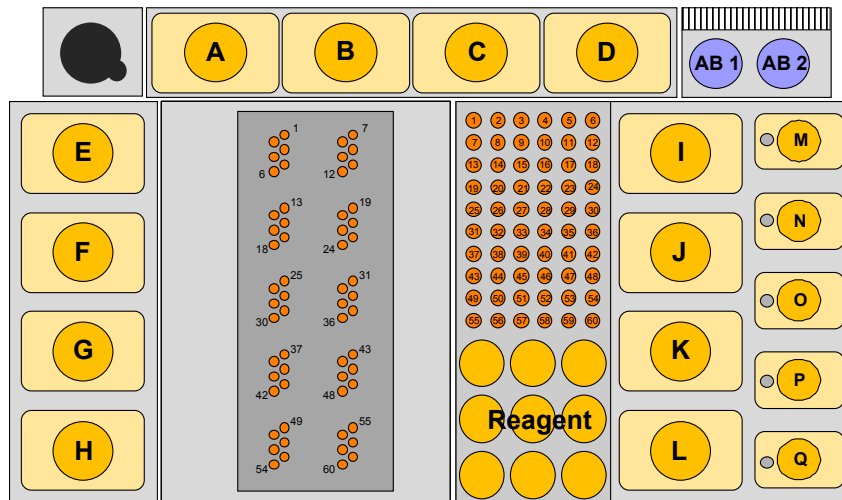 A B C D
AB 1 AB 2
E
F
G
H
1 7
6 12
13 19
18 24
25 31
30 36
37 43
42 48
49 55
54 60
1 2 3 4 5 6
7 8 9 10 11 12
13 14 15 16 17 18
19 20 21 22 23 24
25 26 27 28 29 30
31 32 33 34 35 36
37 38 39 40 41 42
43 44 45 46 47 48
49 50 51 52 53 54
55 56 57 58 59 60
Reagent
I
J
K
L
M
N
O
P
Q